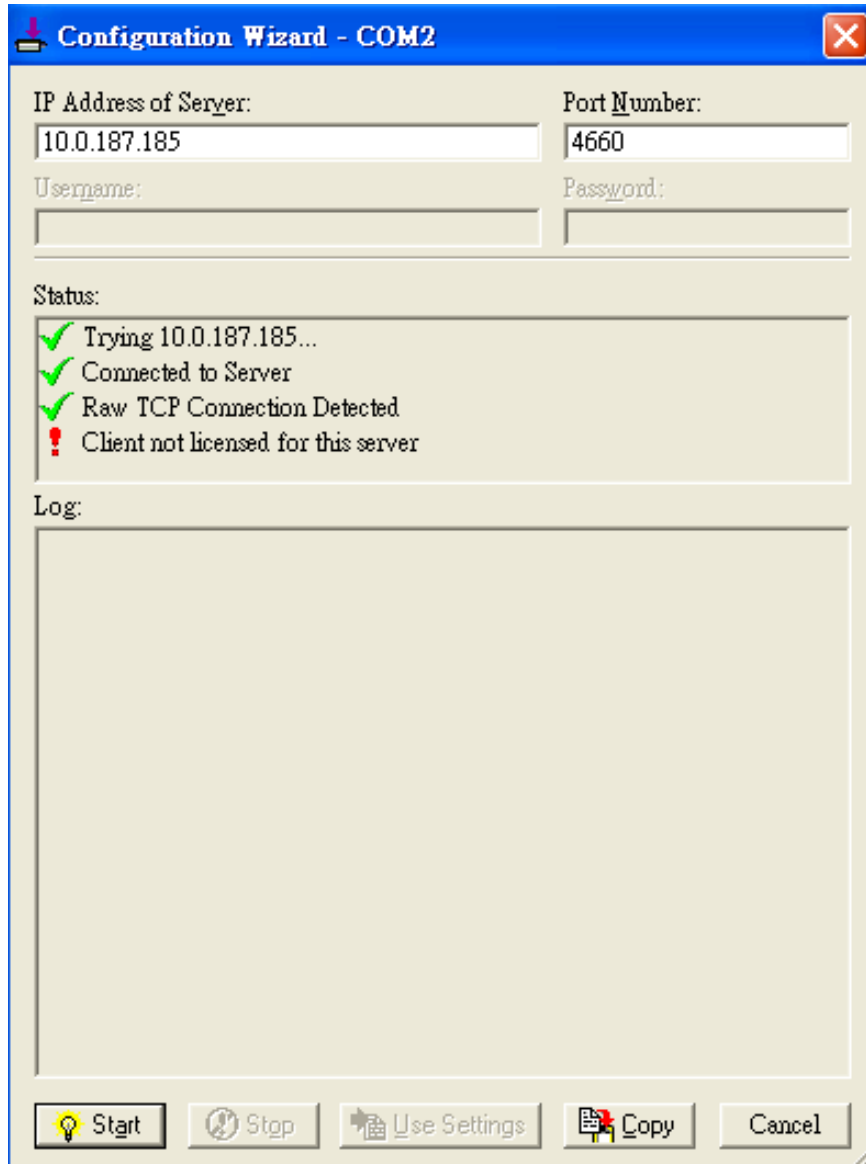 Configuration Wizard - COM2
IP Address of Server: Port Number:
10.0.187.185 4660
Username: Password:
Status:
Trying 10.0.187.185...
Connected to Server
Raw TCP Connection Detected
Client not licensed for this server
Log:
Start Stop Use Settings Copy Cancel